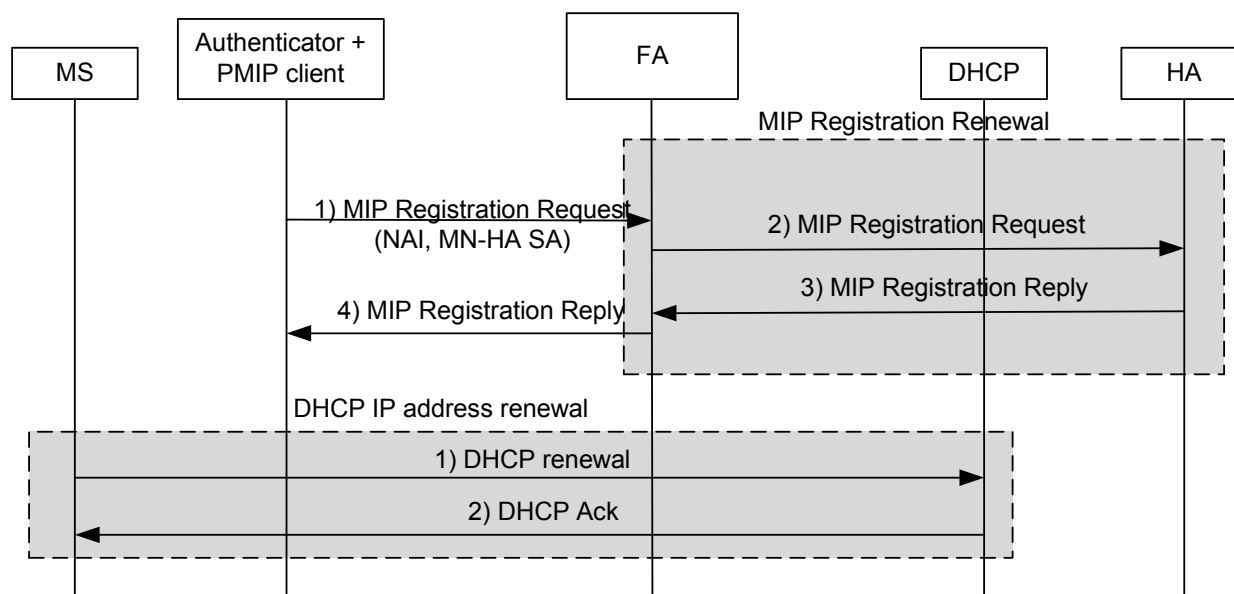 MS
Authenticator +
PMIP client
FA
DHCP
HA
MIP Registration Renewal
1) MIP Registration Request
(NAI, MN-HA SA)
2) MIP Registration Request
3) MIP Registration Reply
4) MIP Registration Reply
DHCP IP address renewal
1) DHCP renewal
2) DHCP Ack